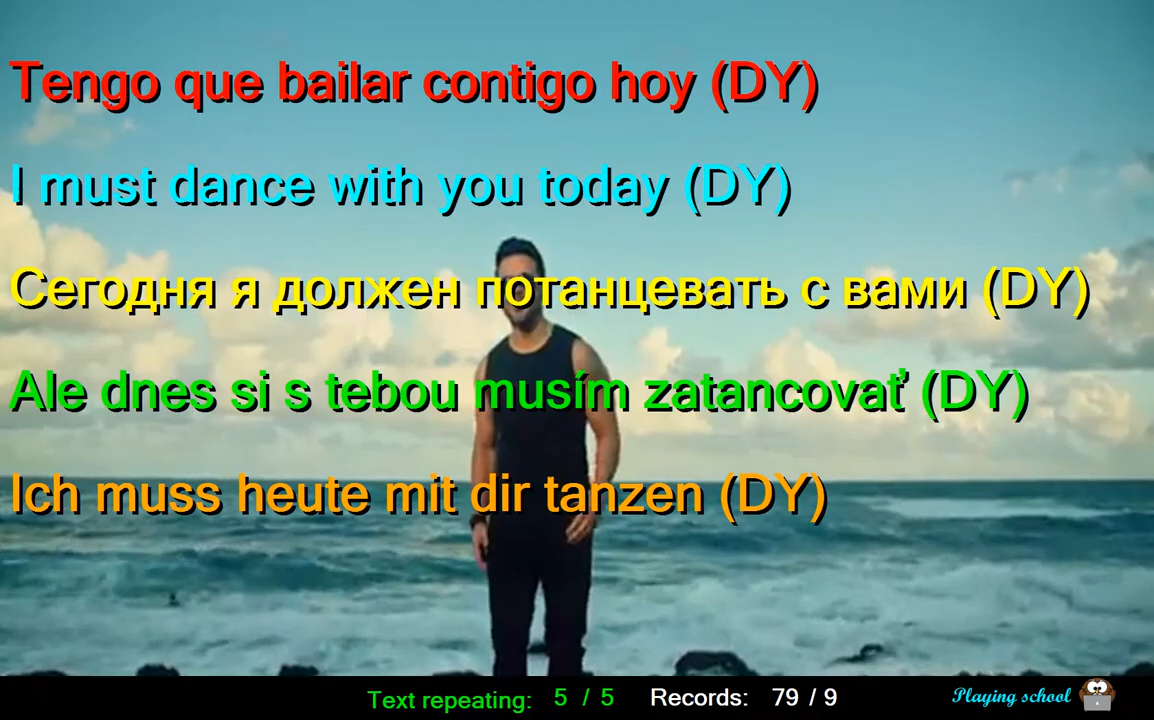 Tengo que bailar contigo hoy (DY)
I must dance with you today (DY)
Сегодня я должен потанцевать с вами (DY)
Ale dnes si s tebou musím zatancovať (DY)
Ich muss heute mit dir tanzen (DY)
Text repeating: 5 / 5 Records: 79 / 9 Playing school